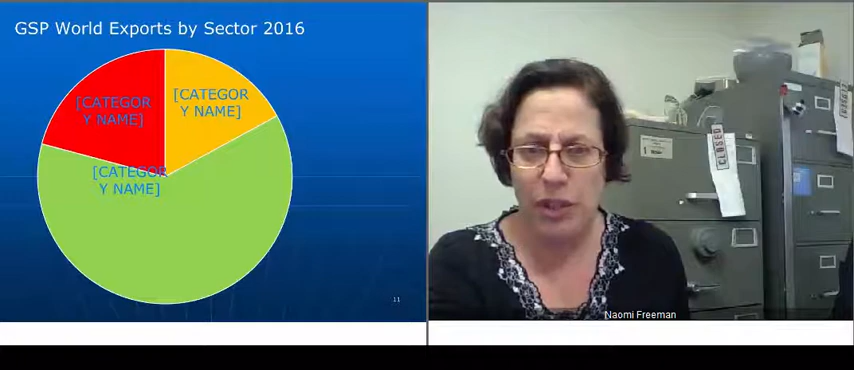 GSP World Exports by Sector 2016
[CATEGOR
Y NAME]
[CATEGOR
Y NAME]
[CATEGOR
Y NAME]
11
CLOSED
Naomi Freeman